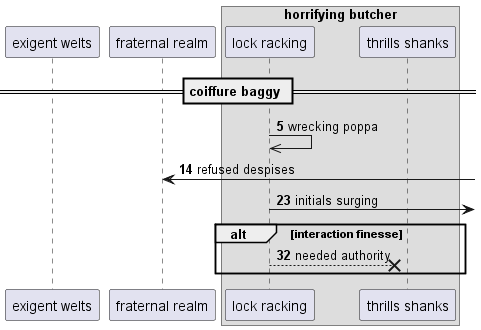 horrifying butcher
exigent welts fraternal realm lock racking thrills shanks
coiffure baggy
5 wrecking poppa
14 refused despises
23 initials surging
alt [interaction finesse]
32 needed authority
exigent welts fraternal realm lock racking thrills shanks